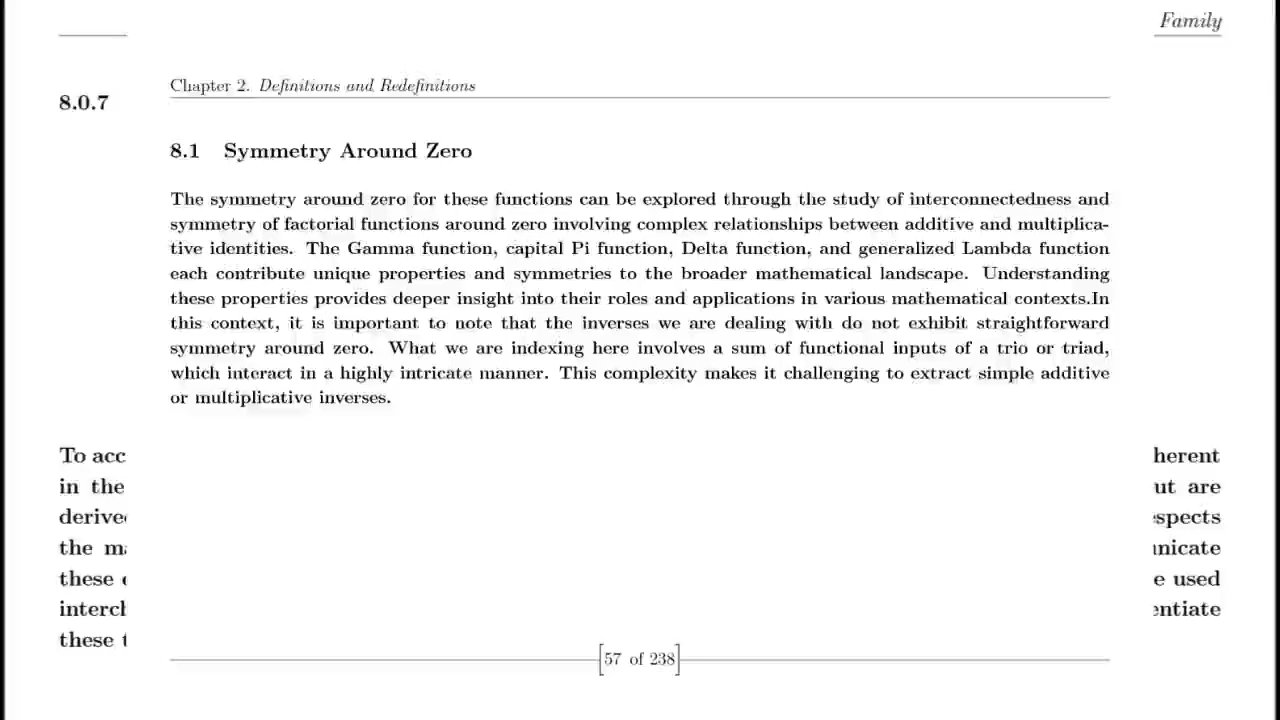 Family
Chapter 2. Definitions and Redefinitions
8.0.7
8.1 Symmetry Around Zero
The symmetry around zero for these functions can be explored through the study of interconnectedness and
symmetry of factorial functions around zero involving complex relationships between additive and multiplica-
tive identities. The Gamma function, capital Pi function, Delta function, and generalized Lambda function
each contribute unique properties and symmetries to the broader mathematical landscape. Understanding
these properties provides deeper insight into their roles and applications in various mathematical contexts.In
this context, it is important to note that the inverses we are dealing with do not exhibit straightforward
symmetry around zero. What we are indexing here involves a sum of functional inputs of a trio or triad,
which interact in a highly intricate manner. This complexity makes it challenging to extract simple additive
or multiplicative inverses.
To acc herent
in the ut are
derive spects
the m nicate
these e used
interch entiate
these t
[57 of 238]